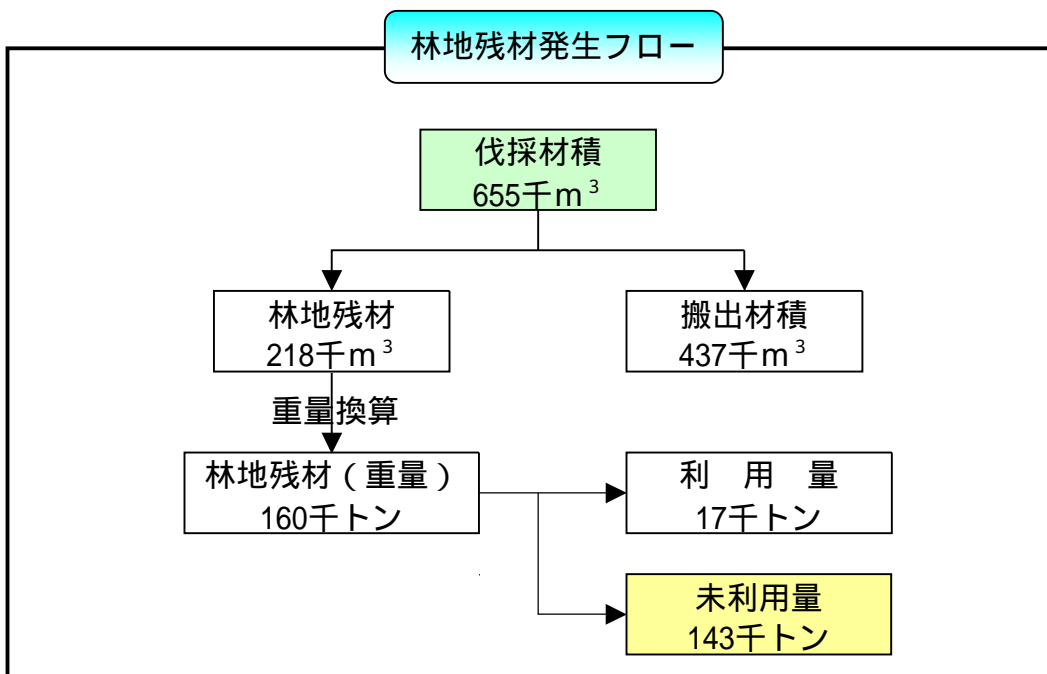 林地残材発生フロー
伐採材積
655千ｍ³
林地残材
218千ｍ³
搬出材積
437千ｍ³
重量換算
林地残材（重量）
160千トン
利　用　量
17千トン
未利用量
143千トン